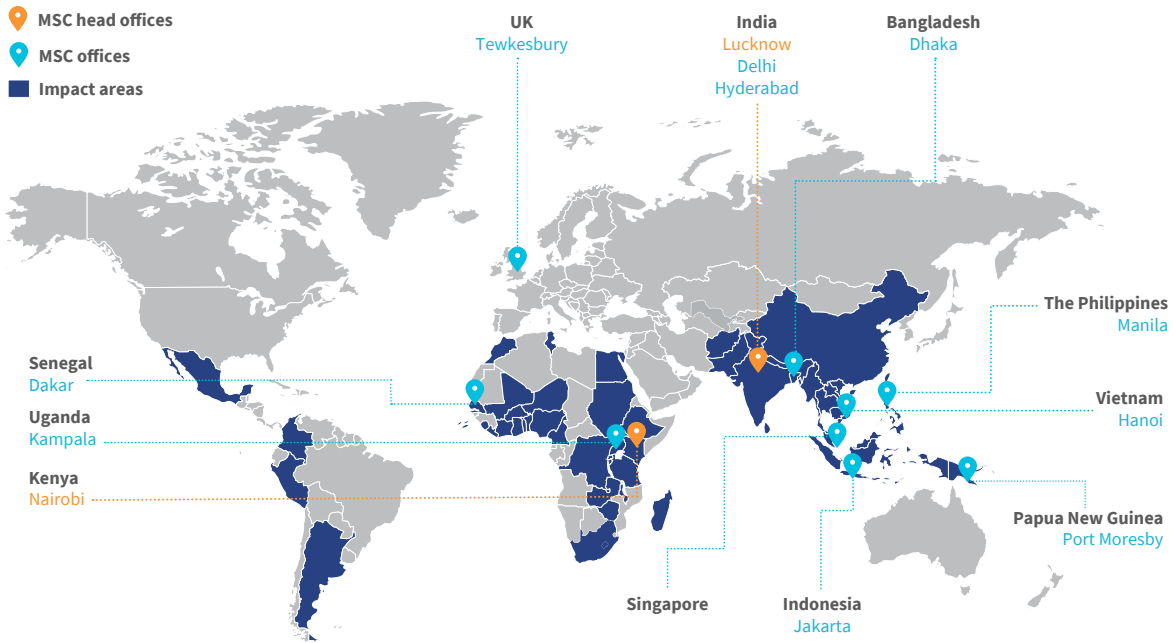 MSC head offices
MSC offices
Impact areas
UK
Tewkesbury
India
Lucknow
Delhi
Hyderabad
Bangladesh
Dhaka
The Philippines
Manila
Senegal
Dakar
Vietnam
Hanoi
Uganda
Kampala
Kenya
Nairobi
Papua New Guinea
Port Moresby
Singapore
Indonesia
Jakarta